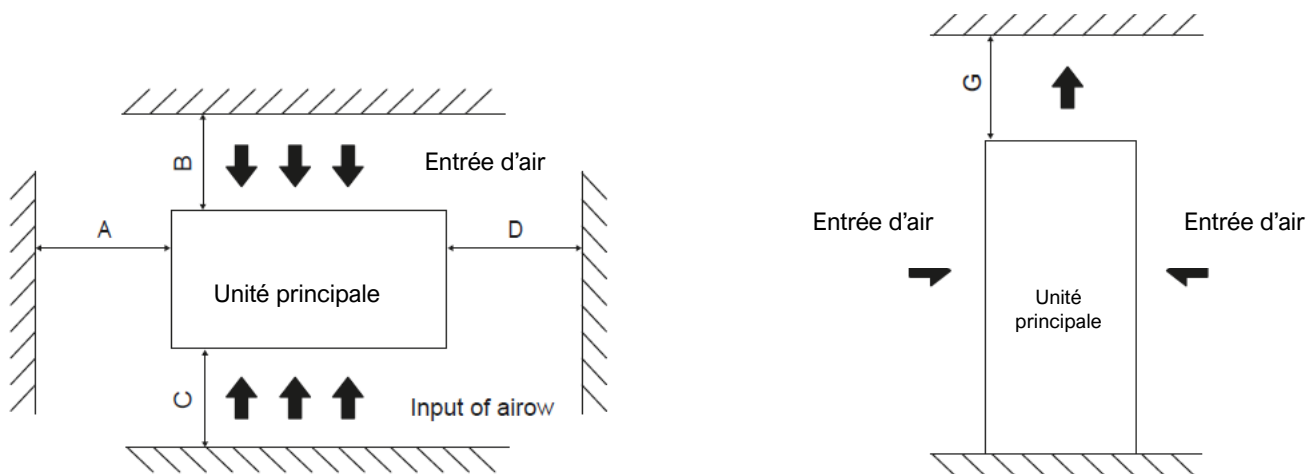 B
Entrée d'air
A
D
Unité principale
C
Input of airow
G
Entrée d'air
Entrée d'air
Unité
principale